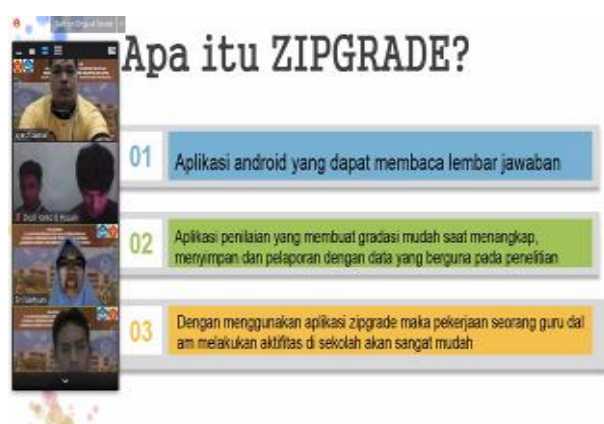 Apa itu ZIPGRADE?
01
Aplikasi android yang dapat membaca lembar jawaban
02
Aplikasi penilaian yang membuat gradasi mudah saat menangkap,
menyimpan dan pelaporan dengan data yang berguna pada penelitian
03
Dengan menggunakan aplikasi zipgrade maka pekerjaan seorang guru dal
am melakukan aktifitas di sekolah akan sangat mudah